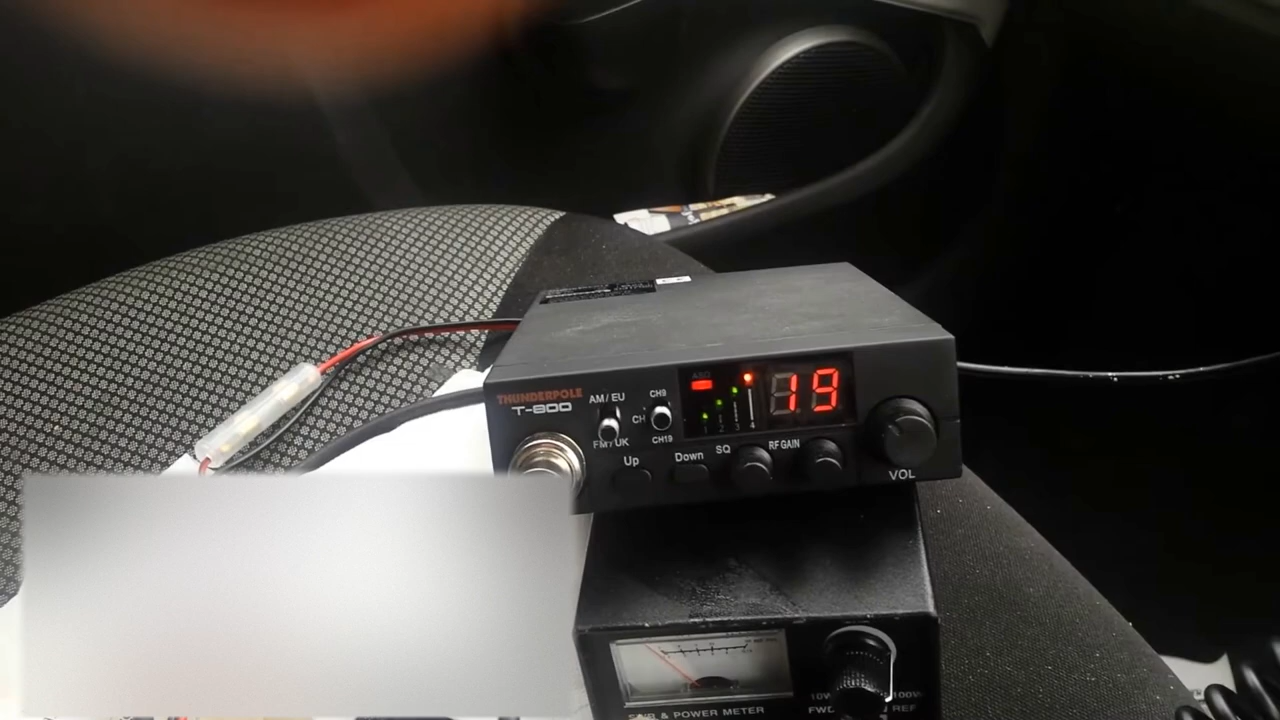 THUNDERPOLE
T-800
AM / EU
FM / UK
CH
CH9
CH19
ASQ
1 2 3 4
19
Up
Down
SQ
RF GAIN
VOL
10W
100W
FWD
REF
SWR & POWER METER